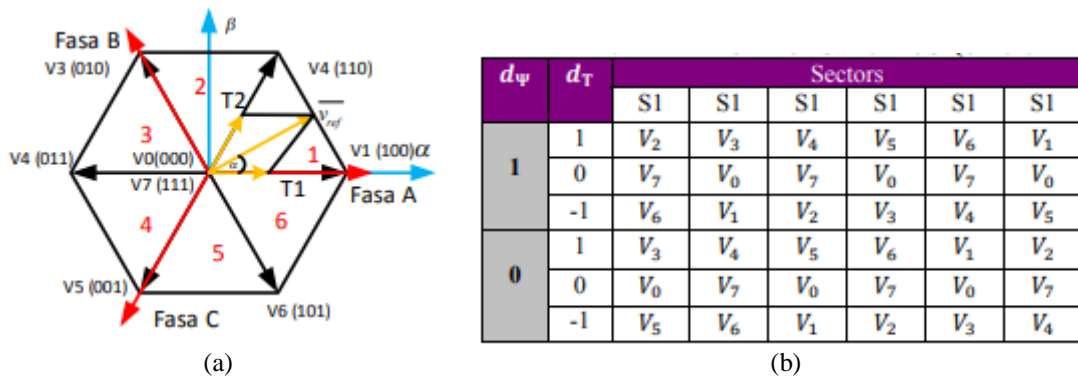 β
Fasa B
V3 (010)
V4 (110)
2
T2
v_ref
3
V0(000)
1
V1 (100)α
V4 (011)
α
V7 (111)
T1
Fasa A
4
6
5
V5 (001)
Fasa C
V6 (101)
(a)
d_Ψ d_T Sectors
S1 S1 S1 S1 S1 S1
1 1 V₂ V₃ V₄ V₅ V₆ V₁
0 V₇ V₀ V₇ V₀ V₇ V₀
-1 V₆ V₁ V₂ V₃ V₄ V₅
0 1 V₃ V₄ V₅ V₆ V₁ V₂
0 V₀ V₇ V₀ V₇ V₀ V₇
-1 V₅ V₆ V₁ V₂ V₃ V₄
(b)